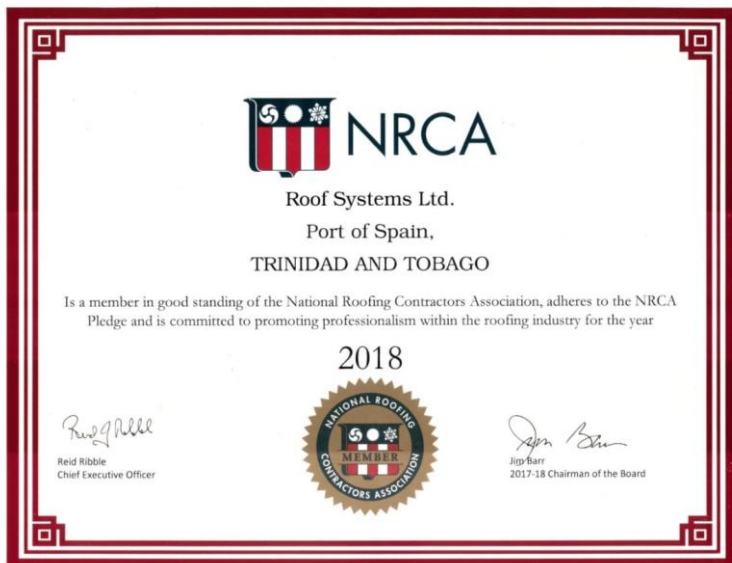 NRCA
Roof Systems Ltd.
Port of Spain,
TRINIDAD AND TOBAGO
Is a member in good standing of the National Roofing Contractors Association, adheres to the NRCA
Pledge and is committed to promoting professionalism within the roofing industry for the year
2018
NATIONAL ROOFING
MEMBER
CONTRACTORS ASSOCIATION
Reid Ribble
Chief Executive Officer
Jim Barr
2017-18 Chairman of the Board